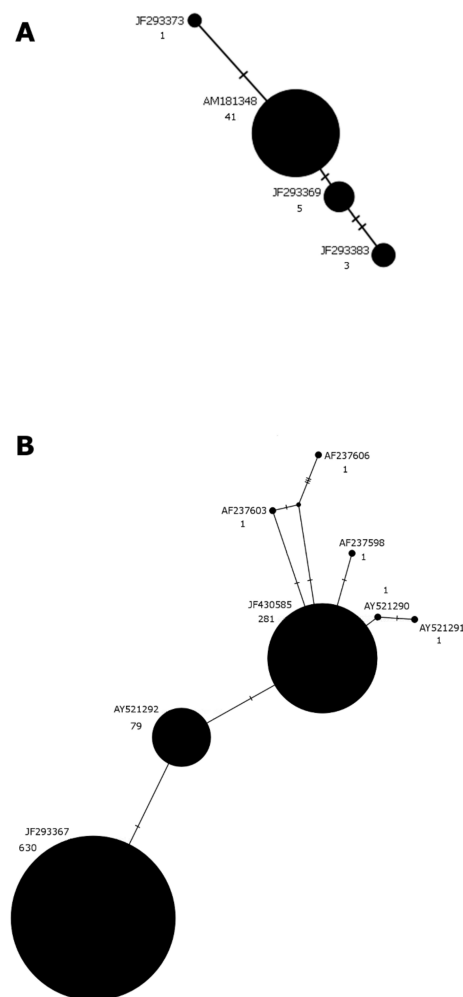 A
JF293373
1
AM181348
41
JF293369
5
JF293383
3
B
AF237606
1
AF237603
1
AF237598
1
1
AY521290
AY521291
1
JF430585
281
AY521292
79
JF293367
630